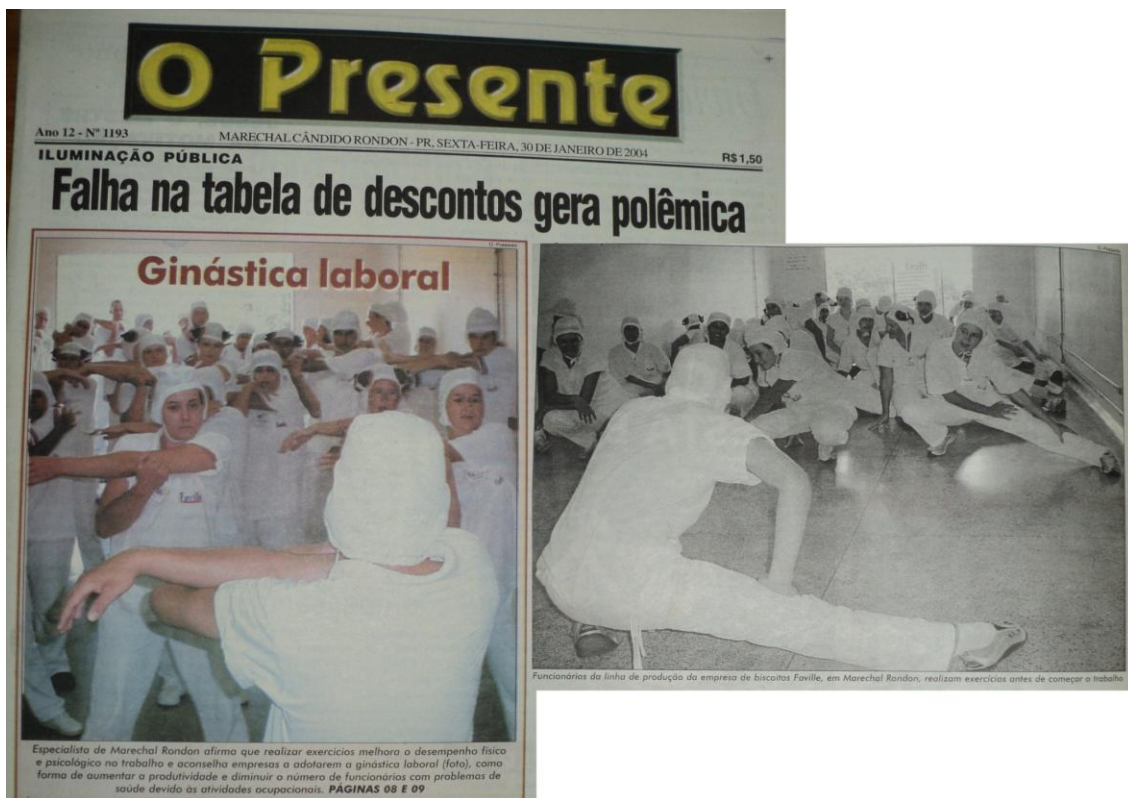 O Presente
Ano 12 - Nº 1193
MARECHAL CÂNDIDO RONDON - PR, SEXTA-FEIRA, 30 DE JANEIRO DE 2004
R$ 1,50
ILUMINAÇÃO PÚBLICA
Falha na tabela de descontos gera polêmica
O Presente
Ginástica laboral
Faville
Especialista de Marechal Rondon afirma que realizar exercícios melhora o desempenho físico
e psicológico no trabalho e aconselha empresas a adotarem a ginástica laboral (foto), como
forma de aumentar a produtividade e diminuir o número de funcionários com problemas de
saúde devido às atividades ocupacionais. PÁGINAS 08 E 09
O Presente
Funcionários da linha de produção da empresa de biscoitos Faville, em Marechal Rondon, realizam exercícios antes de começar o trabalho